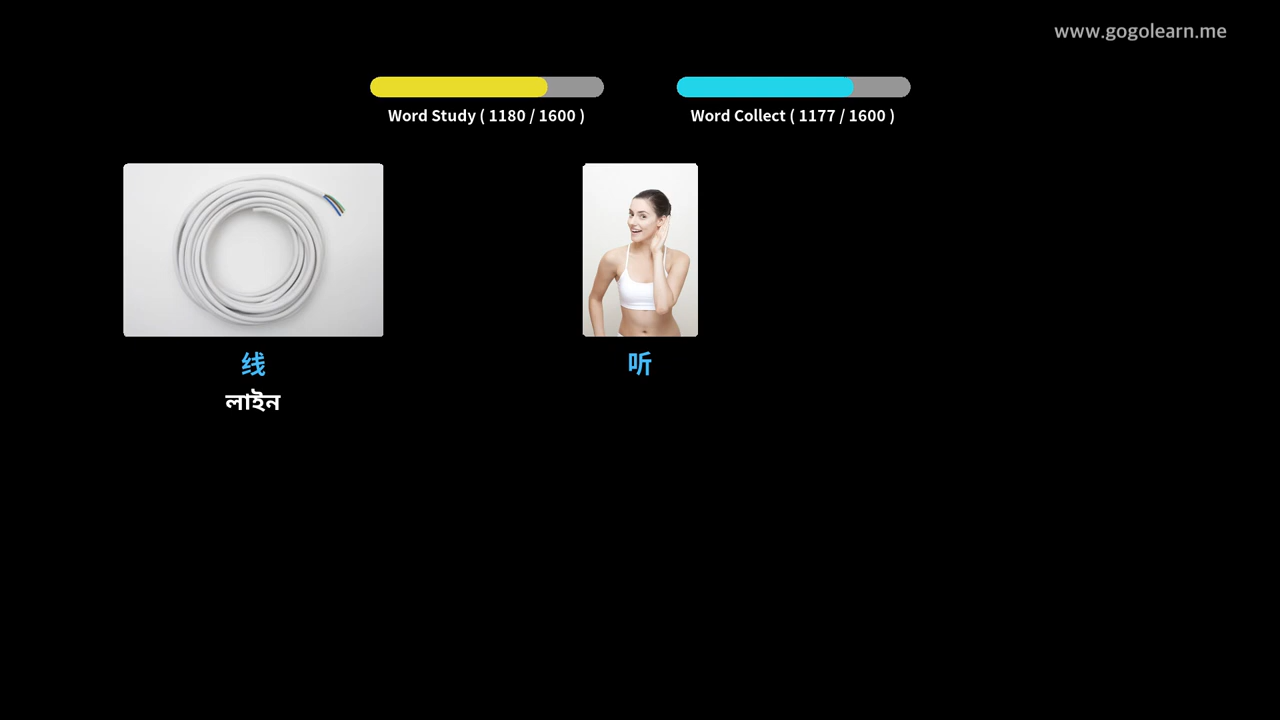 www.gogolearn.me
Word Study ( 1180 / 1600 )
Word Collect ( 1177 / 1600 )
线
听
লাইন